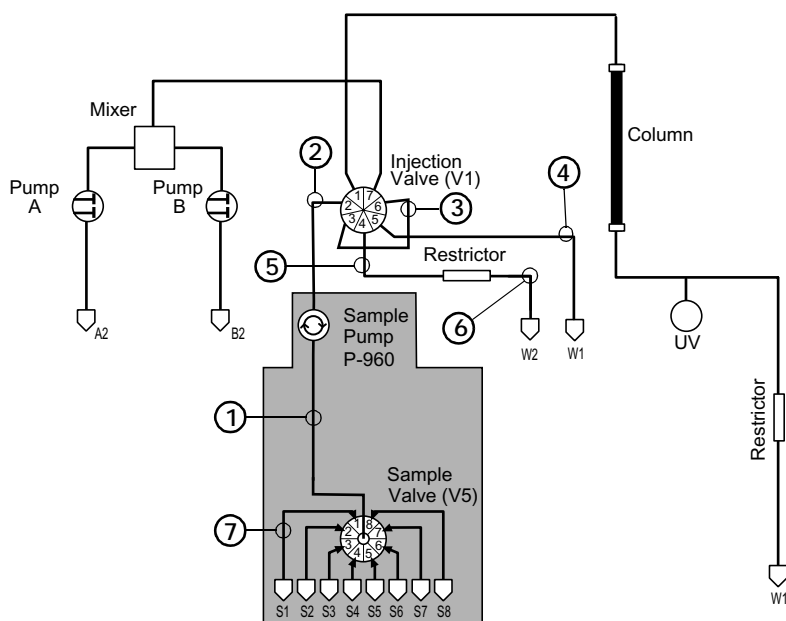 Mixer
Pump
A
Pump
B
2
Injection
Valve (V1)
1 7
2 6
3 5
4
3
4
Column
5
Restrictor
6
A2
B2
Sample
Pump
P-960
W2
W1
UV
1
Restrictor
Sample
Valve (V5)
7
1 8
2 7
3 6
4 5
S1 S2 S3 S4 S5 S6 S7 S8
W1